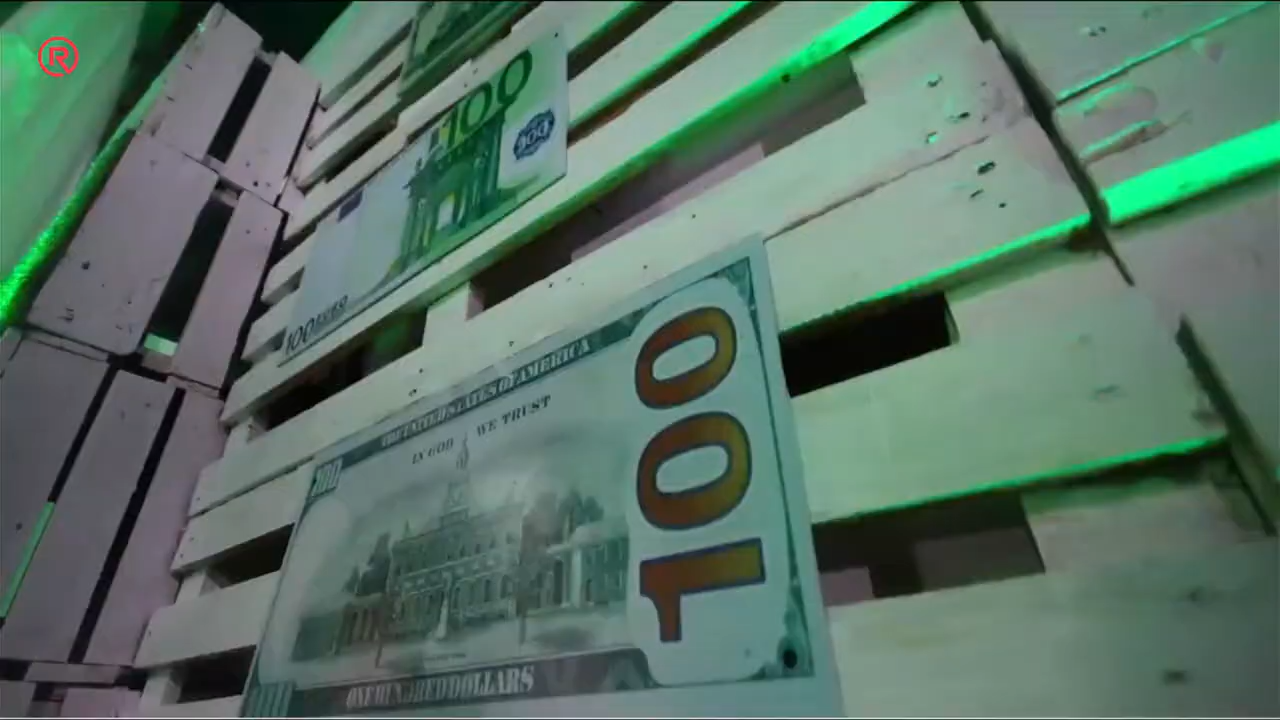 R
100
100
100 EURO
THE UNITED STATES OF AMERICA
IN GOD WE TRUST
100
100
ONE HUNDRED DOLLARS